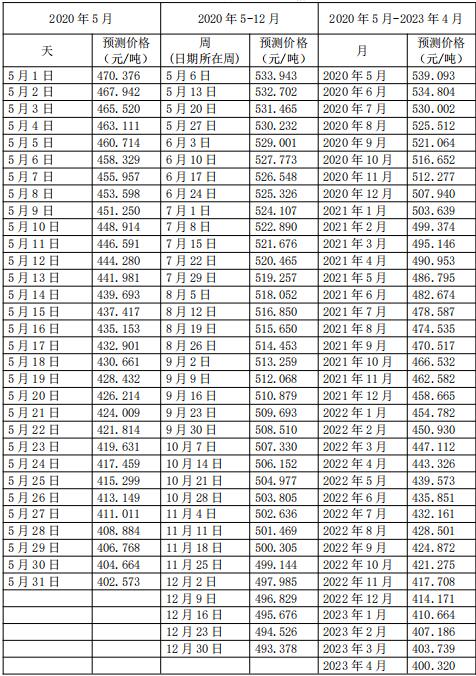 2020 年 5 月 2020 年 5-12 月 2020 年 5 月-2023 年 4 月
天 预测价格 (元/吨) 周 (日期所在周) 预测价格 (元/吨) 月 预测价格 (元/吨)
5 月 1 日 470.376 5 月 6 日 533.943 2020 年 5 月 539.093
5 月 2 日 467.942 5 月 13 日 532.702 2020 年 6 月 534.804
5 月 3 日 465.520 5 月 20 日 531.465 2020 年 7 月 530.002
5 月 4 日 463.111 5 月 27 日 530.232 2020 年 8 月 525.512
5 月 5 日 460.714 6 月 3 日 529.001 2020 年 9 月 521.064
5 月 6 日 458.329 6 月 10 日 527.773 2020 年 10 月 516.652
5 月 7 日 455.957 6 月 17 日 526.548 2020 年 11 月 512.277
5 月 8 日 453.598 6 月 24 日 525.326 2020 年 12 月 507.940
5 月 9 日 451.250 7 月 1 日 524.107 2021 年 1 月 503.639
5 月 10 日 448.914 7 月 8 日 522.890 2021 年 2 月 499.374
5 月 11 日 446.591 7 月 15 日 521.676 2021 年 3 月 495.146
5 月 12 日 444.280 7 月 22 日 520.465 2021 年 4 月 490.953
5 月 13 日 441.981 7 月 29 日 519.257 2021 年 5 月 486.795
5 月 14 日 439.693 8 月 5 日 518.052 2021 年 6 月 482.674
5 月 15 日 437.417 8 月 12 日 516.850 2021 年 7 月 478.587
5 月 16 日 435.153 8 月 19 日 515.650 2021 年 8 月 474.535
5 月 17 日 432.901 8 月 26 日 514.453 2021 年 9 月 470.517
5 月 18 日 430.661 9 月 2 日 513.259 2021 年 10 月 466.532
5 月 19 日 428.432 9 月 9 日 512.068 2021 年 11 月 462.582
5 月 20 日 426.214 9 月 16 日 510.879 2021 年 12 月 458.665
5 月 21 日 424.009 9 月 23 日 509.693 2022 年 1 月 454.782
5 月 22 日 421.814 9 月 30 日 508.510 2022 年 2 月 450.930
5 月 23 日 419.631 10 月 7 日 507.330 2022 年 3 月 447.112
5 月 24 日 417.459 10 月 14 日 506.152 2022 年 4 月 443.326
5 月 25 日 415.299 10 月 21 日 504.977 2022 年 5 月 439.573
5 月 26 日 413.149 10 月 28 日 503.805 2022 年 6 月 435.851
5 月 27 日 411.011 11 月 4 日 502.636 2022 年 7 月 432.161
5 月 28 日 408.884 11 月 11 日 501.469 2022 年 8 月 428.501
5 月 29 日 406.768 11 月 18 日 500.305 2022 年 9 月 424.872
5 月 30 日 404.664 11 月 25 日 499.144 2022 年 10 月 421.275
5 月 31 日 402.573 12 月 2 日 497.985 2022 年 11 月 417.708
12 月 9 日 496.829 2022 年 12 月 414.171
12 月 16 日 495.676 2023 年 1 月 410.664
12 月 23 日 494.526 2023 年 2 月 407.186
12 月 30 日 493.378 2023 年 3 月 403.739
2023 年 4 月 400.320